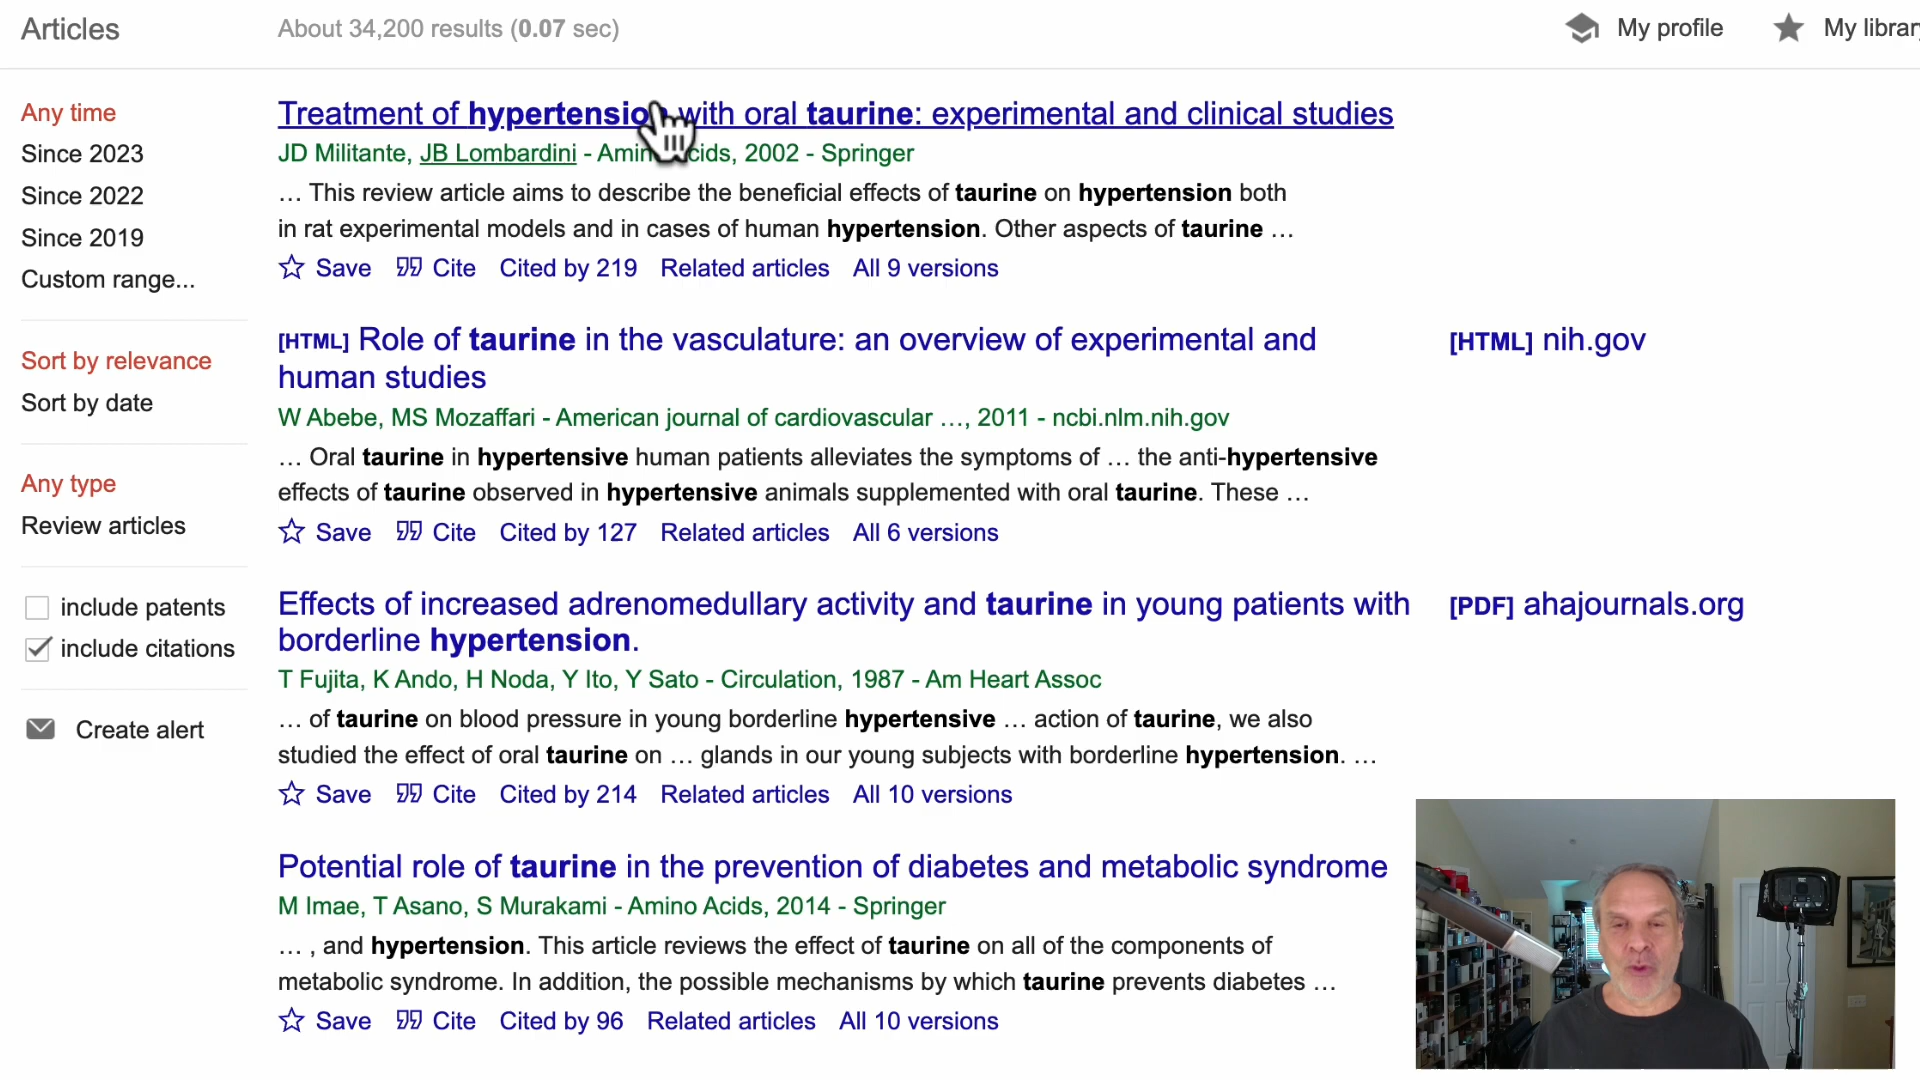 Articles
About 34,200 results (0.07 sec)
My profile
My library
Any time
Since 2023
Since 2022
Since 2019
Custom range...
Sort by relevance
Sort by date
Any type
Review articles
include patents
include citations
Create alert
Treatment of hypertension with oral taurine: experimental and clinical studies
JD Militante, JB Lombardini - Amino Acids, 2002 - Springer
… This review article aims to describe the beneficial effects of taurine on hypertension both
in rat experimental models and in cases of human hypertension. Other aspects of taurine …
Save Cite Cited by 219 Related articles All 9 versions
[HTML] Role of taurine in the vasculature: an overview of experimental and
human studies
[HTML] nih.gov
W Abebe, MS Mozaffari - American journal of cardiovascular …, 2011 - ncbi.nlm.nih.gov
… Oral taurine in hypertensive human patients alleviates the symptoms of … the anti-hypertensive
effects of taurine observed in hypertensive animals supplemented with oral taurine. These …
Save Cite Cited by 127 Related articles All 6 versions
Effects of increased adrenomedullary activity and taurine in young patients with
borderline hypertension.
[PDF] ahajournals.org
T Fujita, K Ando, H Noda, Y Ito, Y Sato - Circulation, 1987 - Am Heart Assoc
… of taurine on blood pressure in young borderline hypertensive … action of taurine, we also
studied the effect of oral taurine on … glands in our young subjects with borderline hypertension. …
Save Cite Cited by 214 Related articles All 10 versions
Potential role of taurine in the prevention of diabetes and metabolic syndrome
M Imae, T Asano, S Murakami - Amino Acids, 2014 - Springer
… , and hypertension. This article reviews the effect of taurine on all of the components of
metabolic syndrome. In addition, the possible mechanisms by which taurine prevents diabetes …
Save Cite Cited by 96 Related articles All 10 versions